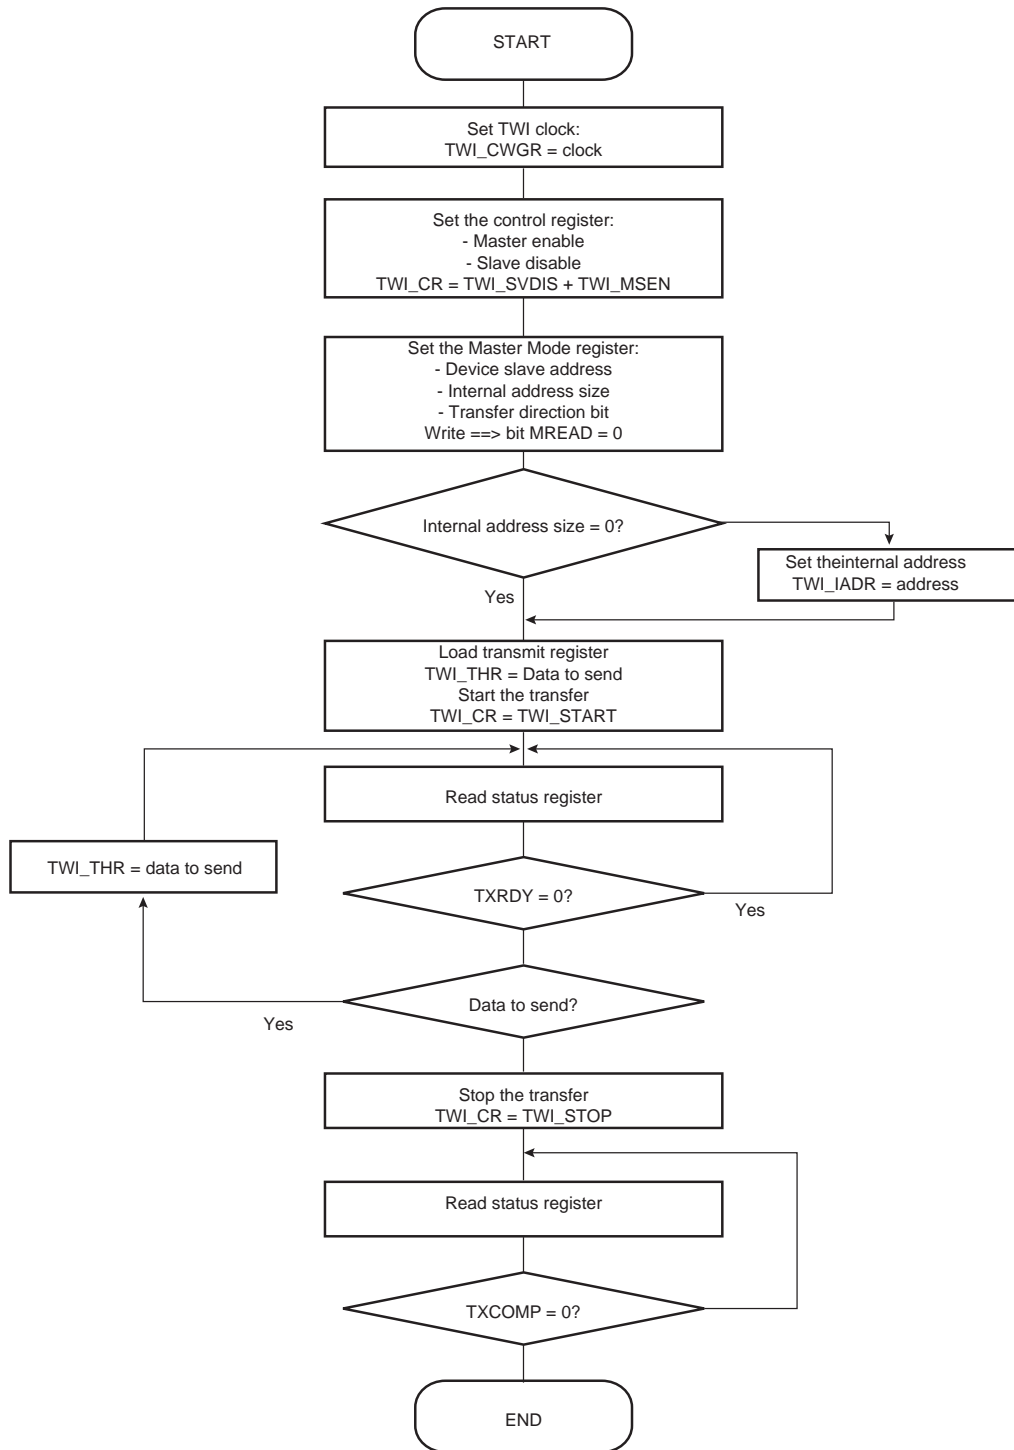 START
Set TWI clock:
TWI_CWGR = clock
Set the control register:
- Master enable
- Slave disable
TWI_CR = TWI_SVDIS + TWI_MSEN
Set the Master Mode register:
- Device slave address
- Internal address size
- Transfer direction bit
Write ==> bit MREAD = 0
Internal address size = 0?
Set theinternal address
TWI_IADR = address
Yes
Load transmit register
TWI_THR = Data to send
Start the transfer
TWI_CR = TWI_START
Read status register
TWI_THR = data to send
TXRDY = 0?
Yes
Data to send?
Yes
Stop the transfer
TWI_CR = TWI_STOP
Read status register
TXCOMP = 0?
END